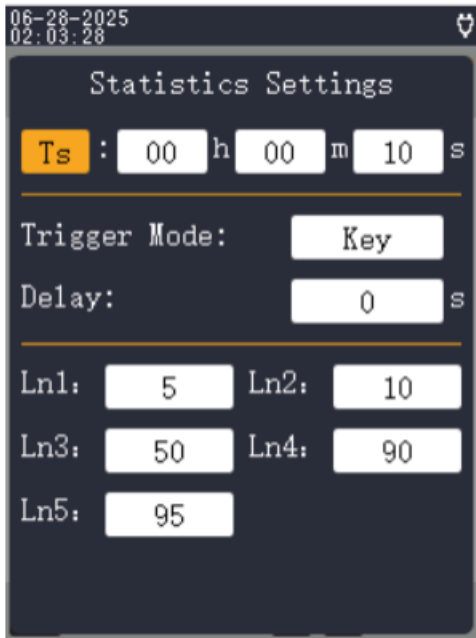 06-28-2025
02:03:28
Statistics Settings
Ts : 00 h 00 m 10 s
Trigger Mode: Key
Delay: 0 s
Ln1: 5 Ln2: 10
Ln3: 50 Ln4: 90
Ln5: 95